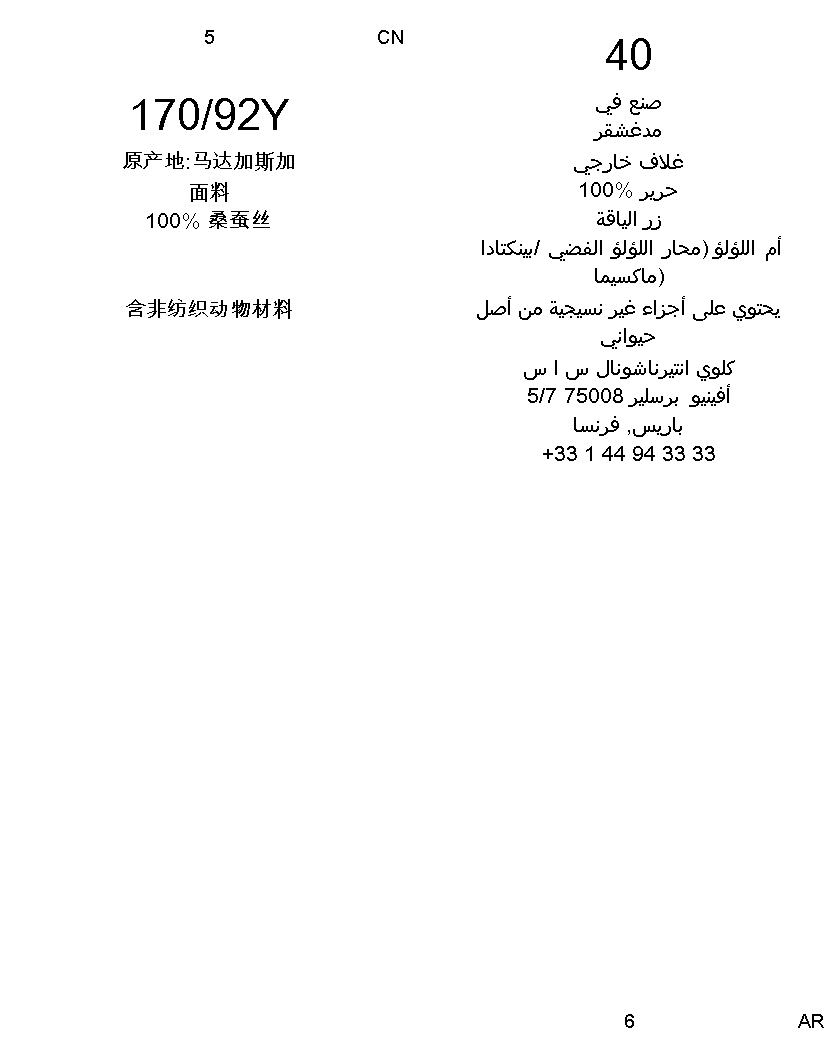 5
CN
170/92Y
原产地:马达加斯加
面料
100% 桑蚕丝
含非纺织动物材料
40
صنع في
مدغشقر
غلاف خارجي
100% حرير
زر الياقة
أم اللؤلؤ (محار اللؤلؤ الفضي /بينكتادا
ماكسيما)
يحتوي على أجزاء غير نسيجية من أصل
حيواني
كلوي انتيرناشونال س ا س
5/7 أفينيو برسلير 75008
باريس, فرنسا
+33 1 44 94 33 33
6
AR